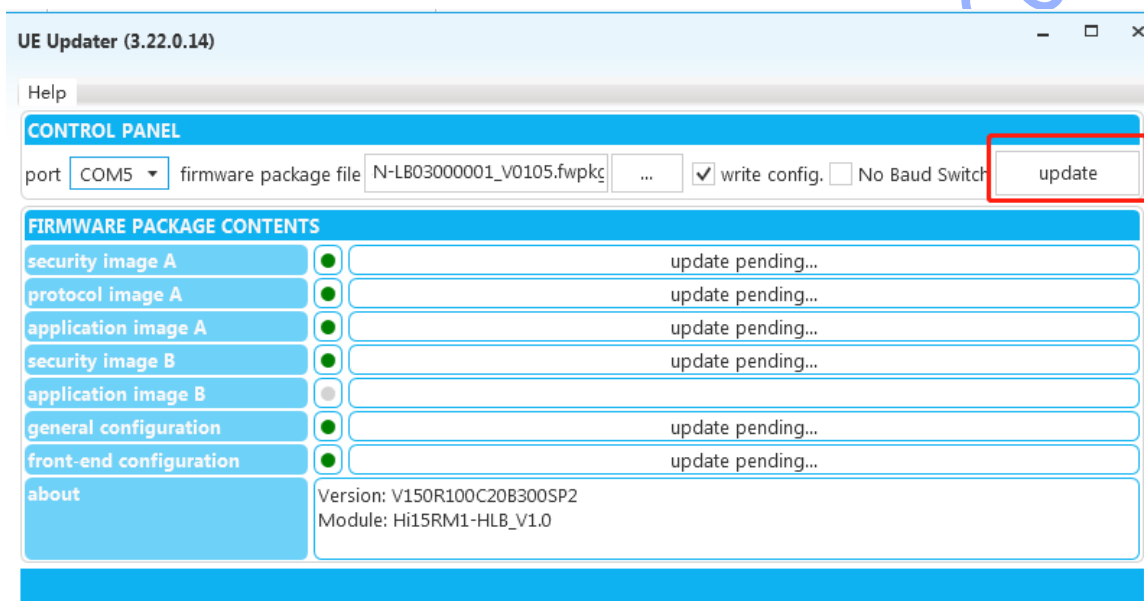 UE Updater (3.22.0.14)
Help
CONTROL PANEL
port COM5 firmware package file N-LB03000001_V0105.fwpkg ... write config. No Baud Switch update
FIRMWARE PACKAGE CONTENTS
security image A update pending...
protocol image A update pending...
application image A update pending...
security image B update pending...
application image B
general configuration update pending...
front-end configuration update pending...
about Version: V150R100C20B300SP2
Module: Hi15RM1-HLB_V1.0